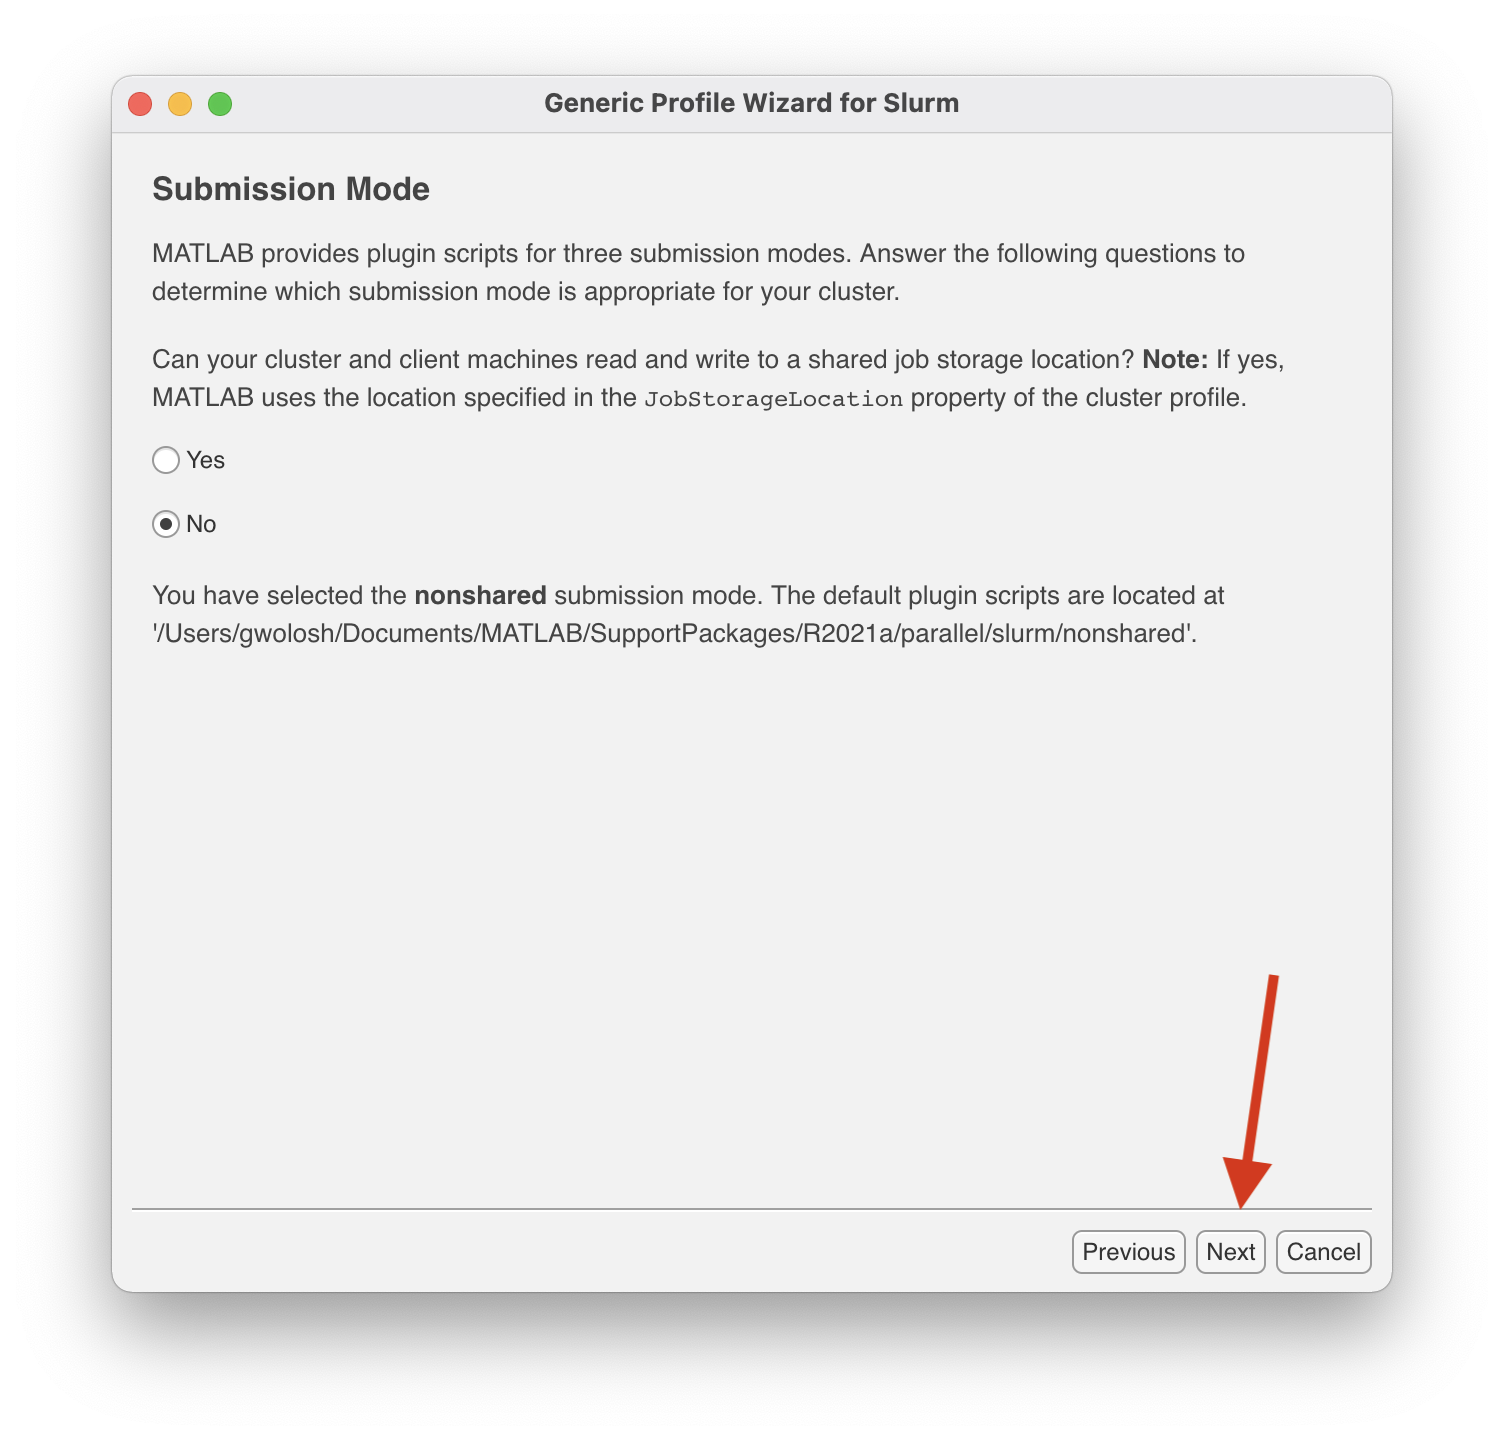 Generic Profile Wizard for Slurm
Submission Mode
MATLAB provides plugin scripts for three submission modes. Answer the following questions to
determine which submission mode is appropriate for your cluster.
Can your cluster and client machines read and write to a shared job storage location? Note: If yes,
MATLAB uses the location specified in the JobStorageLocation property of the cluster profile.
Yes
No
You have selected the nonshared submission mode. The default plugin scripts are located at
'/Users/gwolosh/Documents/MATLAB/SupportPackages/R2021a/parallel/slurm/nonshared'.
Previous Next Cancel